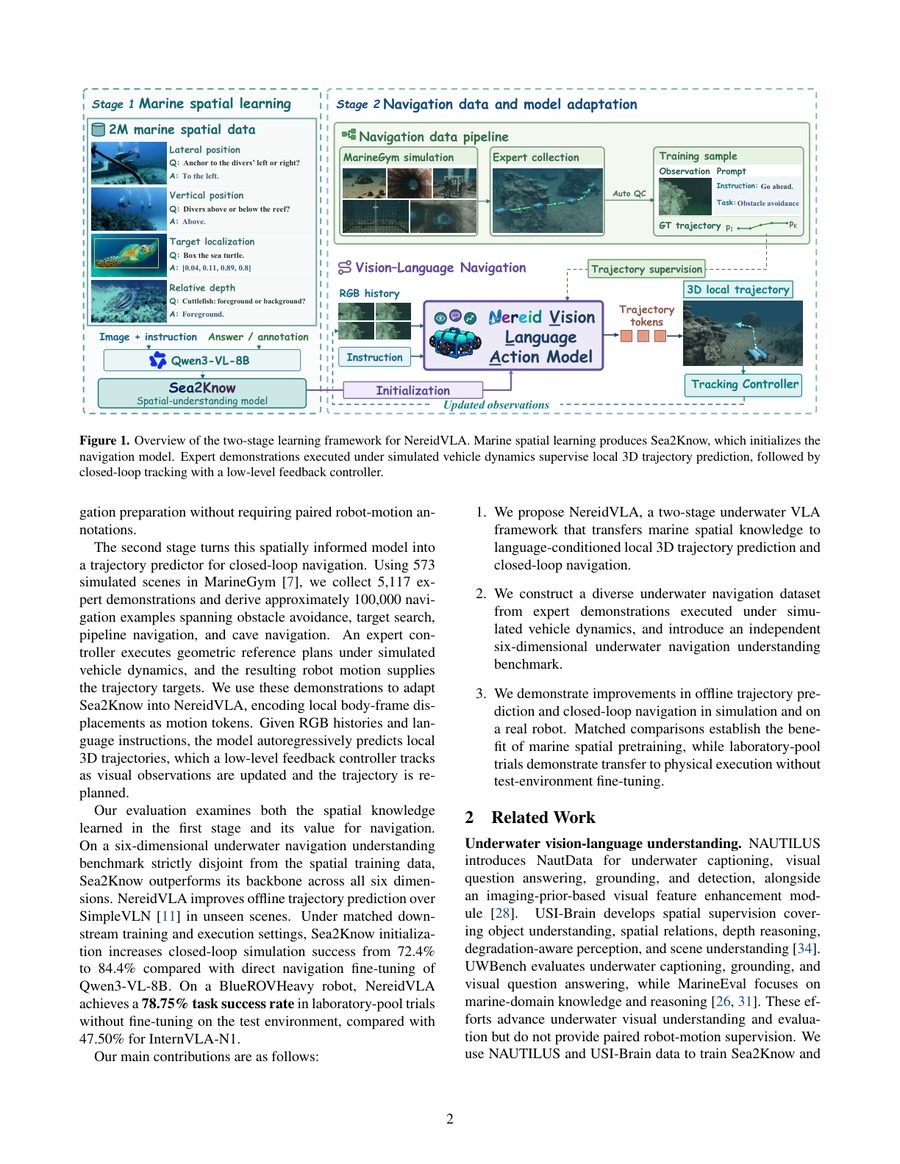 Stage 1 Marine spatial learning
2M marine spatial data
Lateral position
Q: Anchor to the divers' left or right?
A: To the left.
Vertical position
Q: Divers above or below the reef?
A: Above.
Target localization
Q: Box the sea turtle.
A: [0.04, 0.11, 0.89, 0.8]
Relative depth
Q: Cuttlefish: foreground or background?
A: Foreground.
Image + instruction Answer / annotation
Qwen3-VL-8B
Sea2Know
Spatial-understanding model
Stage 2 Navigation data and model adaptation
Navigation data pipeline
MarineGym simulation
Expert collection
Auto QC
Training sample
Observation Prompt
Instruction: Go ahead.
Task: Obstacle avoidance
GT trajectory p₁ pₖ
Vision–Language Navigation
Trajectory supervision
RGB history
Instruction
Nereid Vision
Language
Action Model
Trajectory
tokens
3D local trajectory
Tracking Controller
Initialization
Updated observations
Figure 1. Overview of the two-stage learning framework for NereidVLA. Marine spatial learning produces Sea2Know, which initializes the
navigation model. Expert demonstrations executed under simulated vehicle dynamics supervise local 3D trajectory prediction, followed by
closed-loop tracking with a low-level feedback controller.
gation preparation without requiring paired robot-motion an-
notations.
The second stage turns this spatially informed model into
a trajectory predictor for closed-loop navigation. Using 573
simulated scenes in MarineGym [7], we collect 5,117 ex-
pert demonstrations and derive approximately 100,000 navi-
gation examples spanning obstacle avoidance, target search,
pipeline navigation, and cave navigation. An expert con-
troller executes geometric reference plans under simulated
vehicle dynamics, and the resulting robot motion supplies
the trajectory targets. We use these demonstrations to adapt
Sea2Know into NereidVLA, encoding local body-frame dis-
placements as motion tokens. Given RGB histories and lan-
guage instructions, the model autoregressively predicts local
3D trajectories, which a low-level feedback controller tracks
as visual observations are updated and the trajectory is re-
planned.
Our evaluation examines both the spatial knowledge
learned in the first stage and its value for navigation.
On a six-dimensional underwater navigation understanding
benchmark strictly disjoint from the spatial training data,
Sea2Know outperforms its backbone across all six dimen-
sions. NereidVLA improves offline trajectory prediction over
SimpleVLN [11] in unseen scenes. Under matched down-
stream training and execution settings, Sea2Know initializa-
tion increases closed-loop simulation success from 72.4%
to 84.4% compared with direct navigation fine-tuning of
Qwen3-VL-8B. On a BlueROVHeavy robot, NereidVLA
achieves a 78.75% task success rate in laboratory-pool trials
without fine-tuning on the test environment, compared with
47.50% for InternVLA-N1.
Our main contributions are as follows:
1. We propose NereidVLA, a two-stage underwater VLA
framework that transfers marine spatial knowledge to
language-conditioned local 3D trajectory prediction and
closed-loop navigation.
2. We construct a diverse underwater navigation dataset
from expert demonstrations executed under simu-
lated vehicle dynamics, and introduce an independent
six-dimensional underwater navigation understanding
benchmark.
3. We demonstrate improvements in offline trajectory pre-
diction and closed-loop navigation in simulation and on
a real robot. Matched comparisons establish the bene-
fit of marine spatial pretraining, while laboratory-pool
trials demonstrate transfer to physical execution without
test-environment fine-tuning.
2 Related Work
Underwater vision-language understanding. NAUTILUS
introduces NautData for underwater captioning, visual
question answering, grounding, and detection, alongside
an imaging-prior-based visual feature enhancement mod-
ule [28]. USI-Brain develops spatial supervision cover-
ing object understanding, spatial relations, depth reasoning,
degradation-aware perception, and scene understanding [34].
UWBench evaluates underwater captioning, grounding, and
visual question answering, while MarineEval focuses on
marine-domain knowledge and reasoning [26, 31]. These ef-
forts advance underwater visual understanding and evalua-
tion but do not provide paired robot-motion supervision. We
use NAUTILUS and USI-Brain data to train Sea2Know and
2